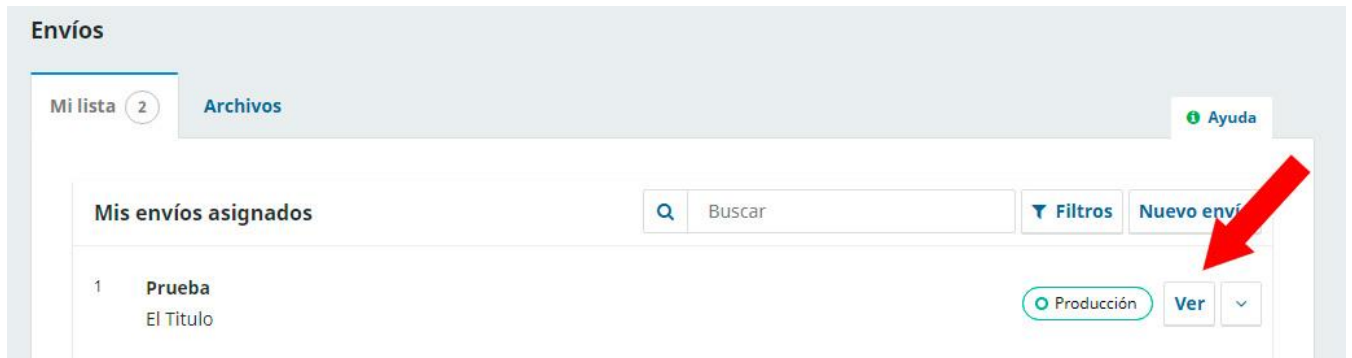 Envíos
Mi lista 2 Archivos
Ayuda
Mis envíos asignados Buscar Filtros Nuevo
1 Prueba Producción Ver
El Titulo